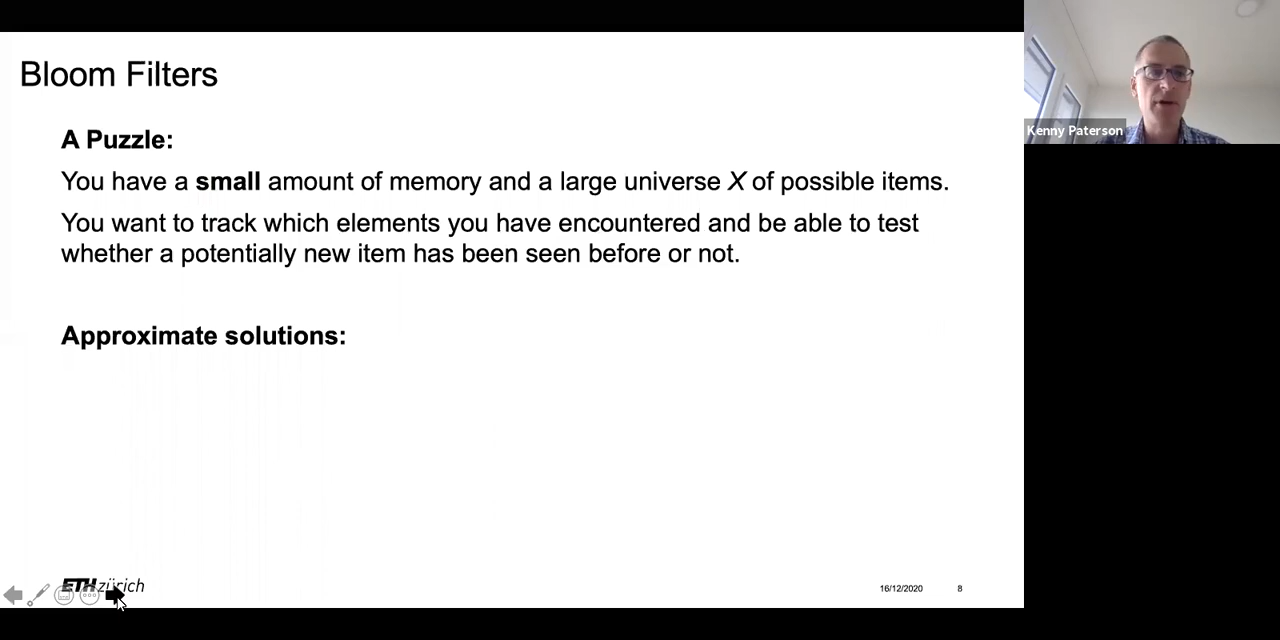 Bloom Filters
A Puzzle:
You have a small amount of memory and a large universe X of possible items.
You want to track which elements you have encountered and be able to test
whether a potentially new item has been seen before or not.
Approximate solutions:
ETH zürich
16/12/2020
8
Kenny Paterson